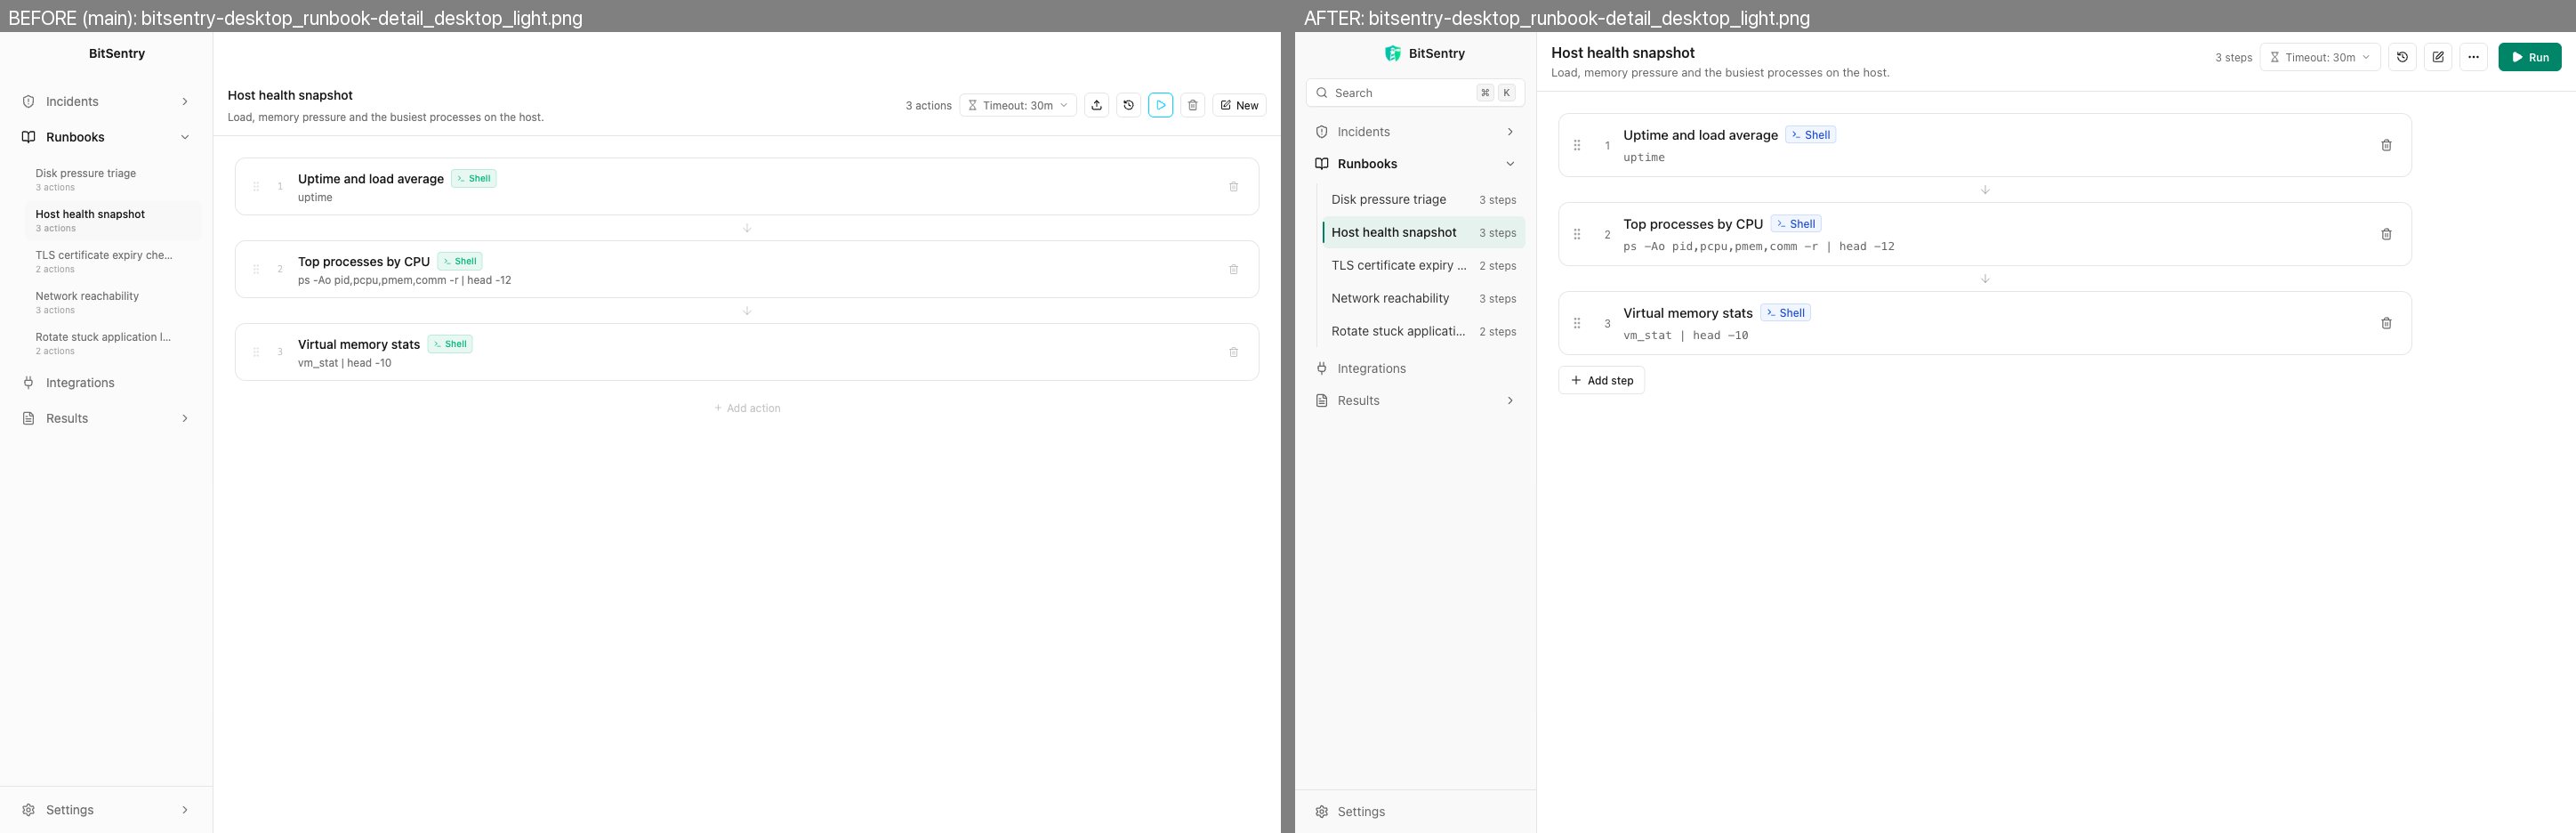 BEFORE (main): bitsentry-desktop_runbook-detail_desktop_light.png
BitSentry
Incidents
Runbooks
Disk pressure triage
3 actions
Host health snapshot
3 actions
TLS certificate expiry che...
2 actions
Network reachability
3 actions
Rotate stuck application l...
2 actions
Integrations
Results
Settings
Host health snapshot
Load, memory pressure and the busiest processes on the host.
3 actions
Timeout: 30m
New
1 Uptime and load average Shell
uptime
2 Top processes by CPU Shell
ps -Ao pid,pcpu,pmem,comm -r | head -12
3 Virtual memory stats Shell
vm_stat | head -10
+ Add action
AFTER: bitsentry-desktop_runbook-detail_desktop_light.png
BitSentry
Search ⌘ K
Incidents
Runbooks
Disk pressure triage 3 steps
Host health snapshot 3 steps
TLS certificate expiry ... 2 steps
Network reachability 3 steps
Rotate stuck applicati... 2 steps
Integrations
Results
Settings
Host health snapshot
Load, memory pressure and the busiest processes on the host.
3 steps
Timeout: 30m
Run
1 Uptime and load average Shell
uptime
2 Top processes by CPU Shell
ps -Ao pid,pcpu,pmem,comm -r | head -12
3 Virtual memory stats Shell
vm_stat | head -10
+ Add step